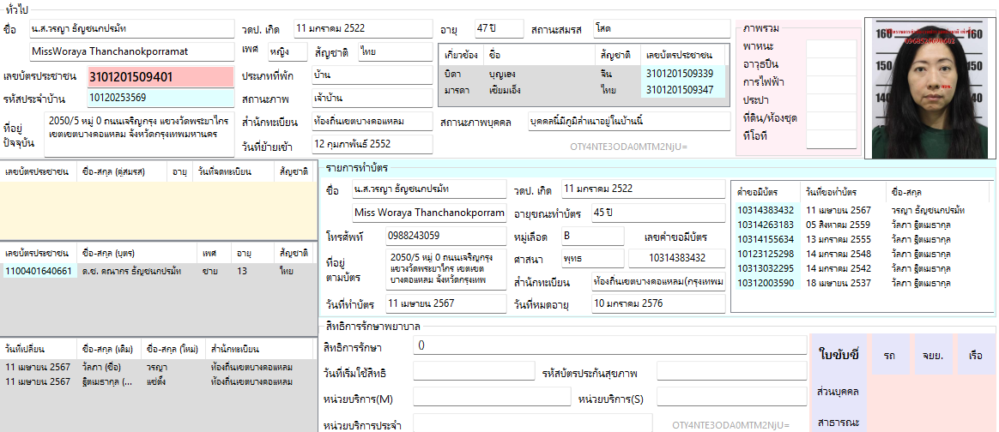 ทั่วไป
ชื่อ น.ส.วรญา ธัญชนกปรมัท วดป. เกิด 11 มกราคม 2522 อายุ 47 ปี สถานะสมรส โสด
MissWoraya Thanchanokporramat เพศ หญิง สัญชาติ ไทย
เลขบัตรประชาชน 3101201509401 ประเภทที่พัก บ้าน
รหัสประจำบ้าน 10120253569 สถานะภาพ เจ้าบ้าน
ที่อยู่ปัจจุบัน 2050/5 หมู่ 0 ถนนเจริญกรุง แขวงวัดพระยาไกร
เขตเขตบางคอแหลม จังหวัดกรุงเทพมหานคร
สำนักทะเบียน ท้องถิ่นเขตบางคอแหลม สถานะภาพบุคคล บุคคลนี้มีภูมิลำเนาอยู่ในบ้านนี้
วันที่ย้ายเข้า 12 กุมภาพันธ์ 2552 OTY4NTE3ODA0MTM2NjU=
เกี่ยวข้อง ชื่อ สัญชาติ เลขบัตรประชาชน
บิดา บุญเฮง จีน 3101201509339
มารดา เซียมเอ็ง ไทย 3101201509347
ภาพรวม
พาหนะ
อาวุธปืน
การไฟฟ้า
ประปา
ที่ดิน/ห้องชุด
ทีโอที
160 160
150 150
140
เลขบัตรประชาชน ชื่อ-สกุล (คู่สมรส) อายุ วันที่จดทะเบียน สัญชาติ
เลขบัตรประชาชน ชื่อ-สกุล (บุตร) เพศ อายุ สัญชาติ
1100401640661 ด.ช. คณากร ธัญชนกปรมัท ชาย 13 ไทย
วันที่เปลี่ยน ชื่อ-สกุล (เดิม) ชื่อ-สกุล (ใหม่) สำนักทะเบียน
11 เมษายน 2567 วัลภา (ชื่อ) วรญา ท้องถิ่นเขตบางคอแหลม
11 เมษายน 2567 ฐิตเมธากุล (... แซ่ตั้ง ท้องถิ่นเขตบางคอแหลม
รายการทำบัตร
ชื่อ น.ส.วรญา ธัญชนกปรมัท วดป. เกิด 11 มกราคม 2522
Miss Woraya Thanchanokporram อายุขณะทำบัตร 45 ปี
โทรศัพท์ 0988243059 หมู่เลือด B เลขคำขอมีบัตร
ที่อยู่ตามบัตร 2050/5 หมู่ 0 ถนนเจริญกรุง
แขวงวัดพระยาไกร เขตเขต
บางคอแหลม จังหวัดกรุงเทพ
ศาสนา พุทธ 10314383432
สำนักทะเบียน ท้องถิ่นเขตบางคอแหลม(กรุงเทพม
วันที่ทำบัตร 11 เมษายน 2567 วันที่หมดอายุ 10 มกราคม 2576
คำขอมีบัตร วันที่ขอทำบัตร ชื่อ-สกุล
10314383432 11 เมษายน 2567 วรญา ธัญชนกปรมัท
10314263183 05 สิงหาคม 2559 วัลภา ฐิตเมธากุล
10314155634 13 มกราคม 2555 วัลภา ฐิตเมธากุล
10123125298 14 มกราคม 2548 วัลภา ฐิตเมธากุล
10313032295 14 มกราคม 2542 วัลภา ฐิตเมธากุล
10312003590 18 เมษายน 2537 วัลภา ฐิตเมธากุล
สิทธิการรักษาพยาบาล
สิทธิการรักษา ()
วันที่เริ่มใช้สิทธิ รหัสบัตรประกันสุขภาพ
หน่วยบริการ(M) หน่วยบริการ(S)
หน่วยบริการประจำ OTY4NTE3ODA0MTM2NjU=
ใบขับขี่ รถ จยย. เรือ
ส่วนบุคคล
สาธารณะ